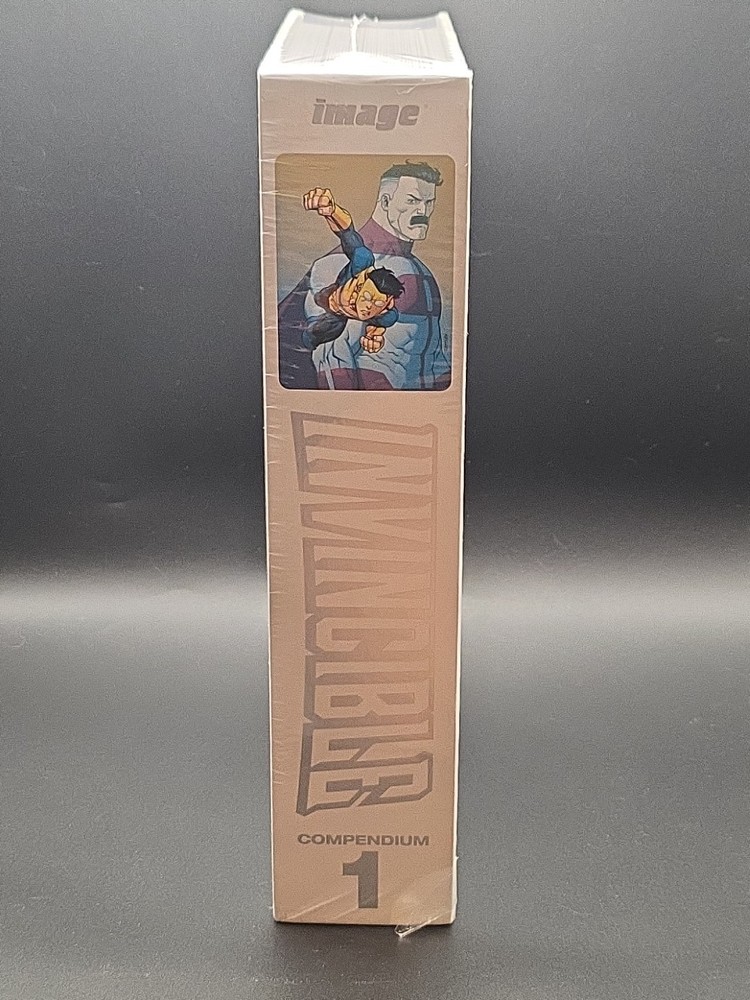 image
INVINCIBLE
COMPENDIUM
1